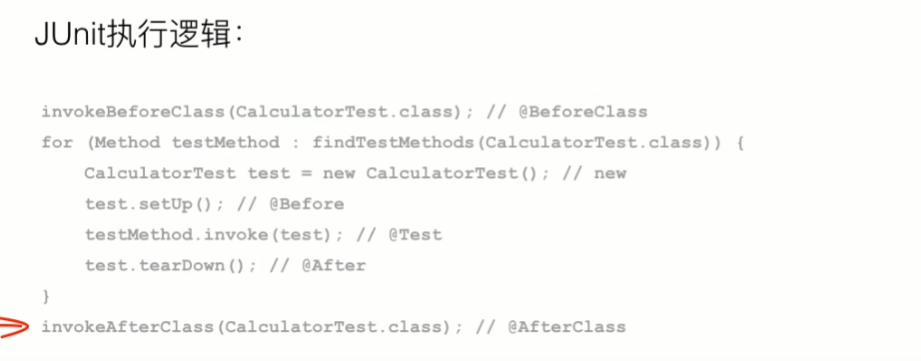 JUnit执行逻辑：
invokeBeforeClass(CalculatorTest.class); // @BeforeClass
for (Method testMethod : findTestMethods(CalculatorTest.class)) {
    CalculatorTest test = new CalculatorTest(); // new
    test.setUp(); // @Before
    testMethod.invoke(test); // @Test
    test.tearDown(); // @After
}
invokeAfterClass(CalculatorTest.class); // @AfterClass